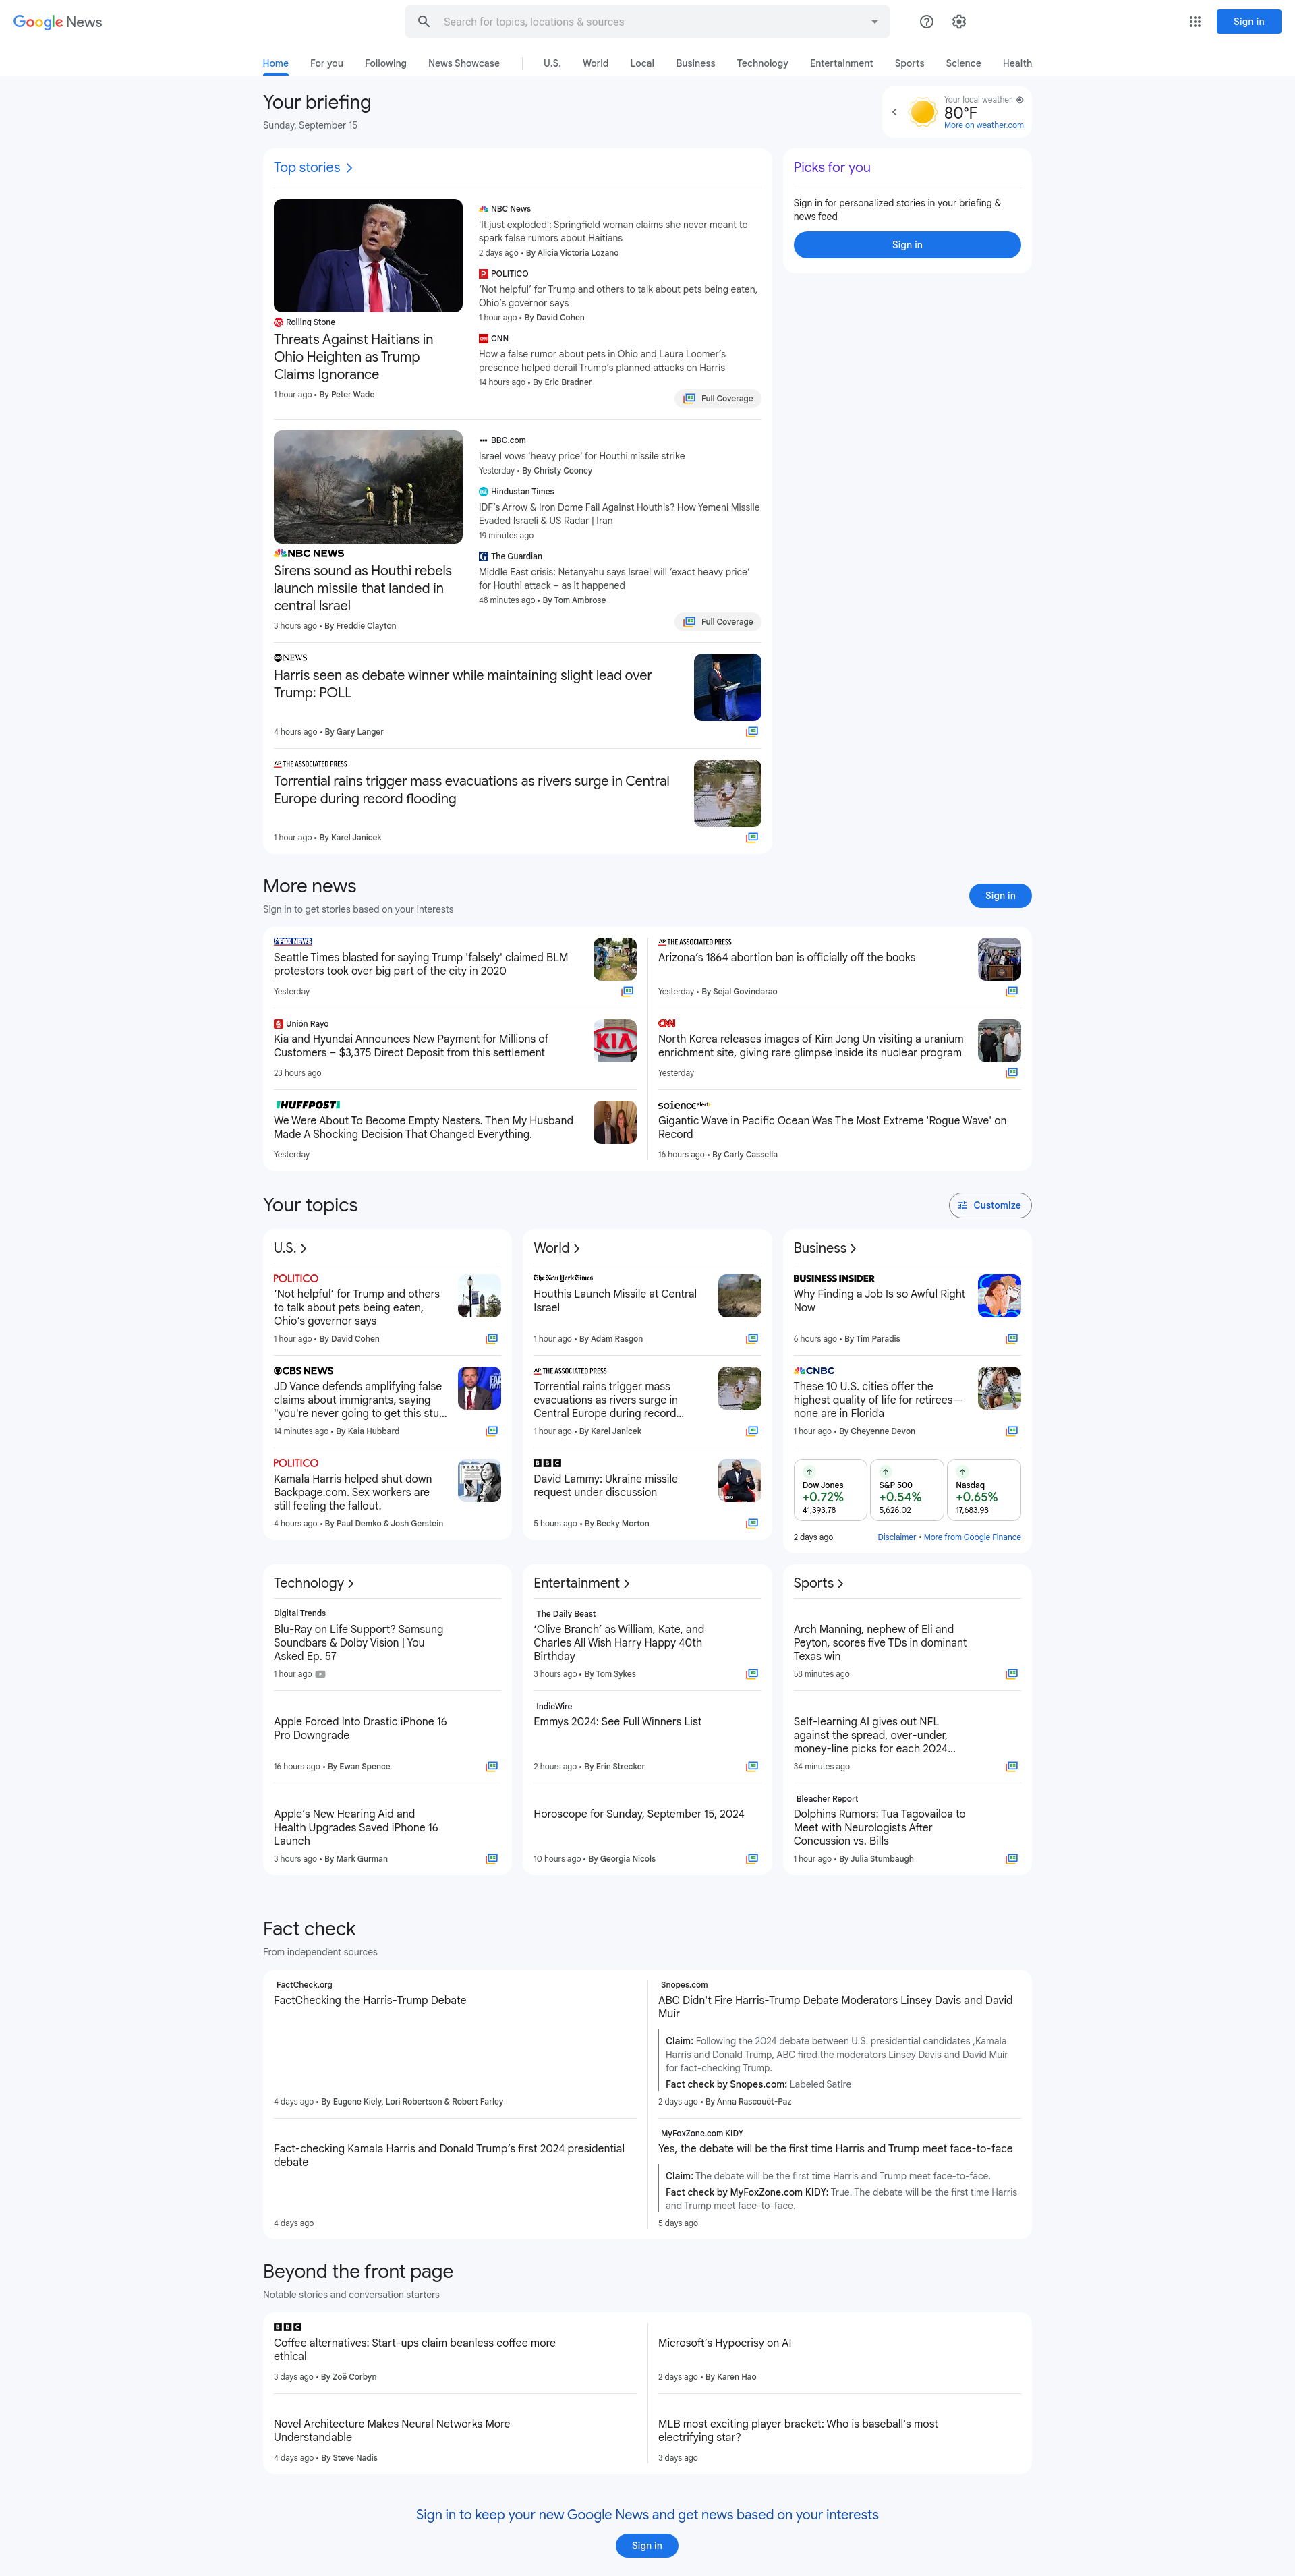 Google News
Search for topics, locations & sources
Sign in
Home
For you
Following
News Showcase
U.S.
World
Local
Business
Technology
Entertainment
Sports
Science
Health
Your briefing
Sunday, September 15
Your local weather
80°F
More on weather.com
Top stories
Rolling Stone
Threats Against Haitians in
Ohio Heighten as Trump
Claims Ignorance
1 hour ago • By Peter Wade
NBC News
'It just exploded': Springfield woman claims she never meant to
spark false rumors about Haitians
2 days ago • By Alicia Victoria Lozano
POLITICO
‘Not helpful’ for Trump and others to talk about pets being eaten,
Ohio’s governor says
1 hour ago • By David Cohen
CNN
How a false rumor about pets in Ohio and Laura Loomer’s
presence helped derail Trump’s planned attacks on Harris
14 hours ago • By Eric Bradner
Full Coverage
NBC NEWS
Sirens sound as Houthi rebels
launch missile that landed in
central Israel
3 hours ago • By Freddie Clayton
BBC.com
Israel vows 'heavy price' for Houthi missile strike
Yesterday • By Christy Cooney
Hindustan Times
IDF’s Arrow & Iron Dome Fail Against Houthis? How Yemeni Missile
Evaded Israeli & US Radar | Iran
19 minutes ago
The Guardian
Middle East crisis: Netanyahu says Israel will ‘exact heavy price’
for Houthi attack – as it happened
48 minutes ago • By Tom Ambrose
Full Coverage
abc NEWS
Harris seen as debate winner while maintaining slight lead over
Trump: POLL
4 hours ago • By Gary Langer
AP THE ASSOCIATED PRESS
Torrential rains trigger mass evacuations as rivers surge in Central
Europe during record flooding
1 hour ago • By Karel Janicek
Picks for you
Sign in for personalized stories in your briefing &
news feed
Sign in
More news
Sign in to get stories based on your interests
Sign in
FOX NEWS
Seattle Times blasted for saying Trump 'falsely' claimed BLM
protestors took over big part of the city in 2020
Yesterday
AP THE ASSOCIATED PRESS
Arizona’s 1864 abortion ban is officially off the books
Yesterday • By Sejal Govindarao
Unión Rayo
Kia and Hyundai Announces New Payment for Millions of
Customers – $3,375 Direct Deposit from this settlement
23 hours ago
KIA
CNN
North Korea releases images of Kim Jong Un visiting a uranium
enrichment site, giving rare glimpse inside its nuclear program
Yesterday
HUFFPOST
We Were About To Become Empty Nesters. Then My Husband
Made A Shocking Decision That Changed Everything.
Yesterday
science alert
Gigantic Wave in Pacific Ocean Was The Most Extreme 'Rogue Wave' on
Record
16 hours ago • By Carly Cassella
Your topics
Customize
U.S.
POLITICO
‘Not helpful’ for Trump and others
to talk about pets being eaten,
Ohio’s governor says
1 hour ago • By David Cohen
CBS NEWS
JD Vance defends amplifying false
claims about immigrants, saying
"you're never going to get this stu...
14 minutes ago • By Kaia Hubbard
POLITICO
Kamala Harris helped shut down
Backpage.com. Sex workers are
still feeling the fallout.
4 hours ago • By Paul Demko & Josh Gerstein
World
The New York Times
Houthis Launch Missile at Central
Israel
1 hour ago • By Adam Rasgon
AP THE ASSOCIATED PRESS
Torrential rains trigger mass
evacuations as rivers surge in
Central Europe during record...
1 hour ago • By Karel Janicek
BBC
David Lammy: Ukraine missile
request under discussion
5 hours ago • By Becky Morton
Business
BUSINESS INSIDER
Why Finding a Job Is so Awful Right
Now
6 hours ago • By Tim Paradis
CNBC
These 10 U.S. cities offer the
highest quality of life for retirees—
none are in Florida
1 hour ago • By Cheyenne Devon
Dow Jones
+0.72%
41,393.78
S&P 500
+0.54%
5,626.02
Nasdaq
+0.65%
17,683.98
2 days ago
Disclaimer • More from Google Finance
Technology
Digital Trends
Blu-Ray on Life Support? Samsung
Soundbars & Dolby Vision | You
Asked Ep. 57
1 hour ago
Apple Forced Into Drastic iPhone 16
Pro Downgrade
16 hours ago • By Ewan Spence
Apple’s New Hearing Aid and
Health Upgrades Saved iPhone 16
Launch
3 hours ago • By Mark Gurman
Entertainment
The Daily Beast
‘Olive Branch’ as William, Kate, and
Charles All Wish Harry Happy 40th
Birthday
3 hours ago • By Tom Sykes
IndieWire
Emmys 2024: See Full Winners List
2 hours ago • By Erin Strecker
Horoscope for Sunday, September 15, 2024
10 hours ago • By Georgia Nicols
Sports
Arch Manning, nephew of Eli and
Peyton, scores five TDs in dominant
Texas win
58 minutes ago
Self-learning AI gives out NFL
against the spread, over-under,
money-line picks for each 2024...
34 minutes ago
Bleacher Report
Dolphins Rumors: Tua Tagovailoa to
Meet with Neurologists After
Concussion vs. Bills
1 hour ago • By Julia Stumbaugh
Fact check
From independent sources
FactCheck.org
FactChecking the Harris-Trump Debate
4 days ago • By Eugene Kiely, Lori Robertson & Robert Farley
Snopes.com
ABC Didn't Fire Harris-Trump Debate Moderators Linsey Davis and David
Muir
Claim: Following the 2024 debate between U.S. presidential candidates ,Kamala
Harris and Donald Trump, ABC fired the moderators Linsey Davis and David Muir
for fact-checking Trump.
Fact check by Snopes.com: Labeled Satire
2 days ago • By Anna Rascouët-Paz
Fact-checking Kamala Harris and Donald Trump’s first 2024 presidential
debate
4 days ago
MyFoxZone.com KIDY
Yes, the debate will be the first time Harris and Trump meet face-to-face
Claim: The debate will be the first time Harris and Trump meet face-to-face.
Fact check by MyFoxZone.com KIDY: True. The debate will be the first time Harris
and Trump meet face-to-face.
5 days ago
Beyond the front page
Notable stories and conversation starters
BBC
Coffee alternatives: Start-ups claim beanless coffee more
ethical
3 days ago • By Zoë Corbyn
Microsoft’s Hypocrisy on AI
2 days ago • By Karen Hao
Novel Architecture Makes Neural Networks More
Understandable
4 days ago • By Steve Nadis
MLB most exciting player bracket: Who is baseball's most
electrifying star?
3 days ago
Sign in to keep your new Google News and get news based on your interests
Sign in